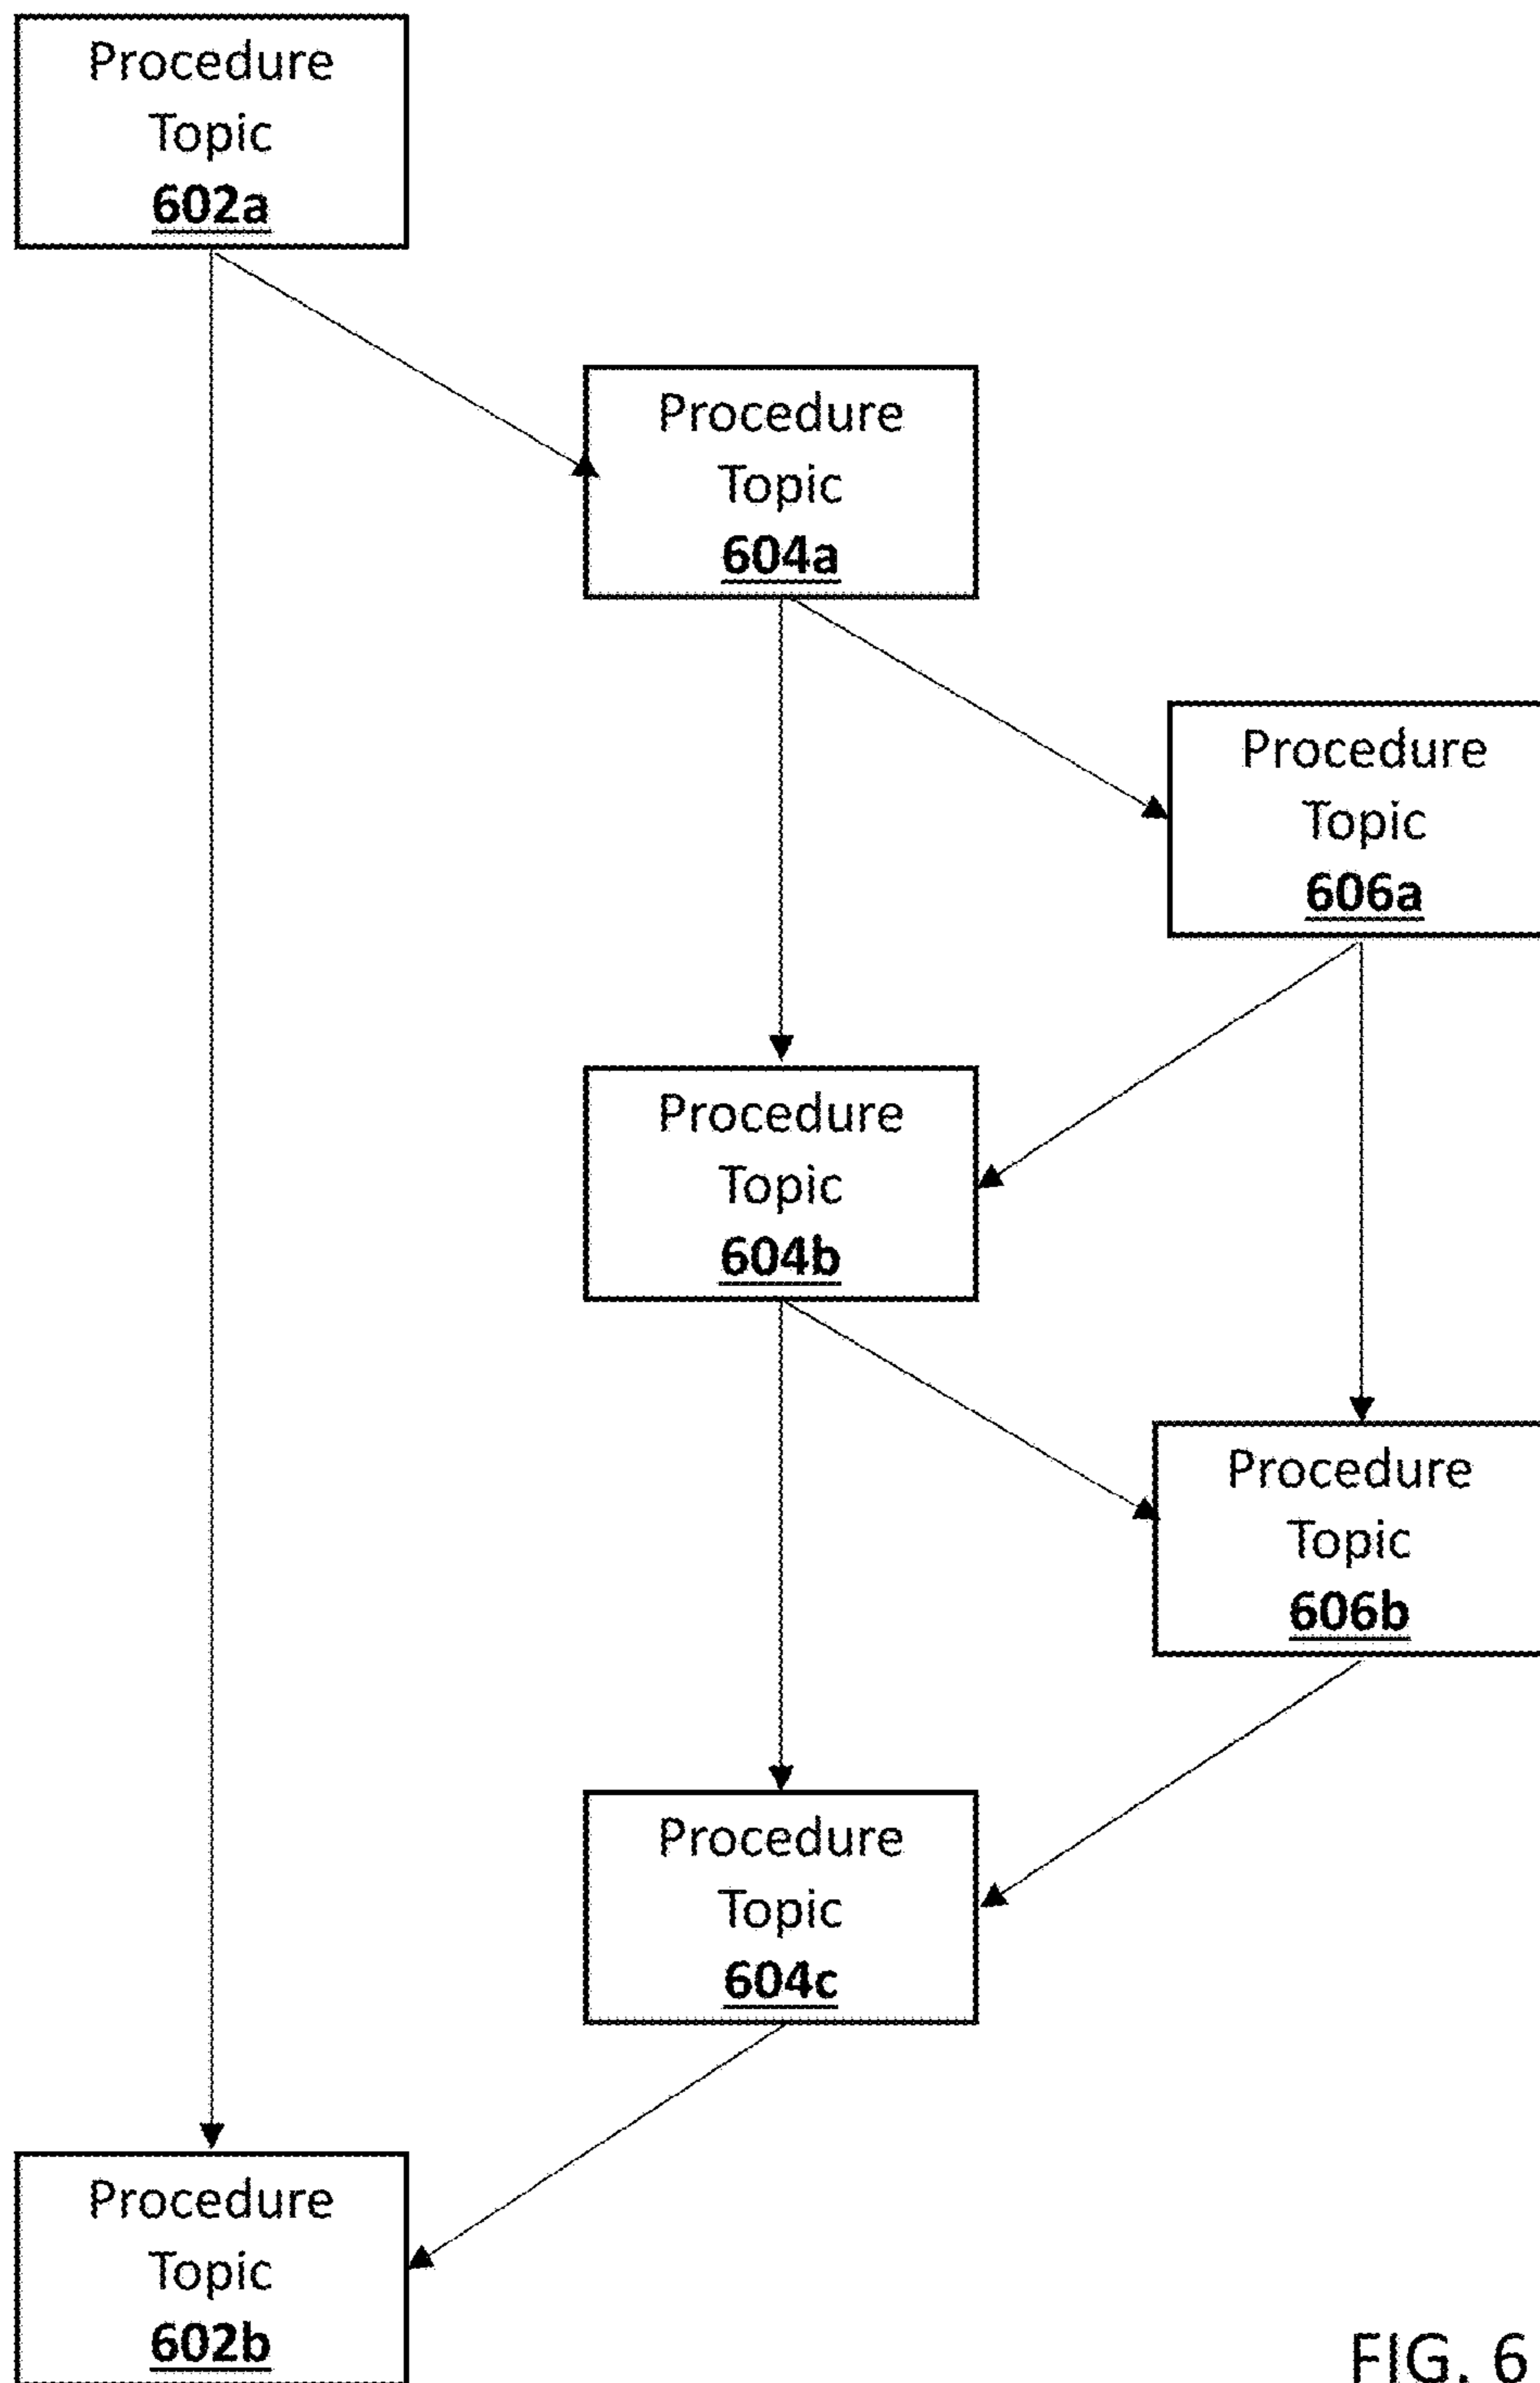 Procedure
Topic
602a
Procedure
Topic
604a
Procedure
Topic
606a
Procedure
Topic
604b
Procedure
Topic
606b
Procedure
Topic
604c
Procedure
Topic
602b
FIG. 6